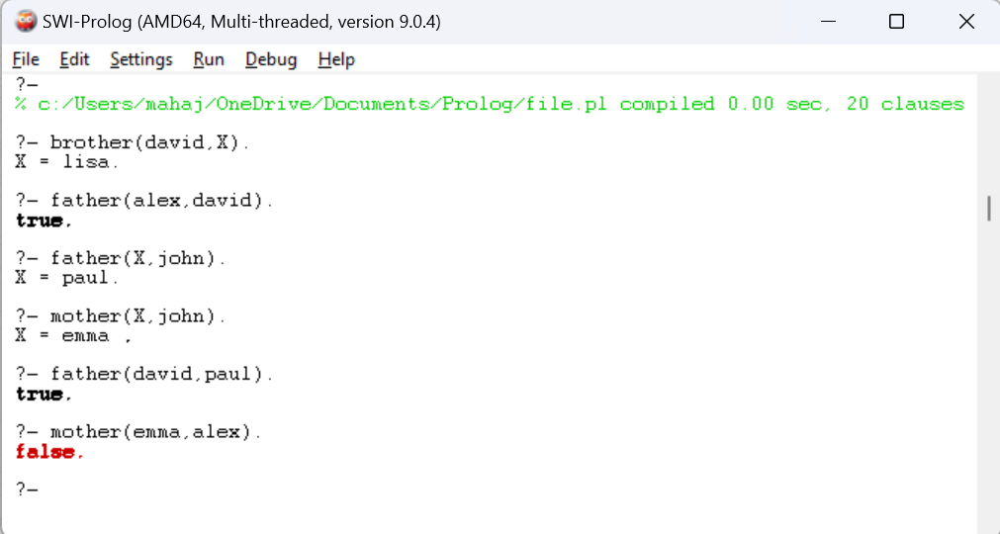 SWI-Prolog (AMD64, Multi-threaded, version 9.0.4)
File Edit Settings Run Debug Help
?-
% c:/Users/mahaj/OneDrive/Documents/Prolog/file.pl compiled 0.00 sec, 20 clauses
?- brother(david,X).
X = lisa.
?- father(alex,david).
true.
?- father(X,john).
X = paul.
?- mother(X,john).
X = emma .
?- father(david,paul).
true.
?- mother(emma,alex).
false.
?-